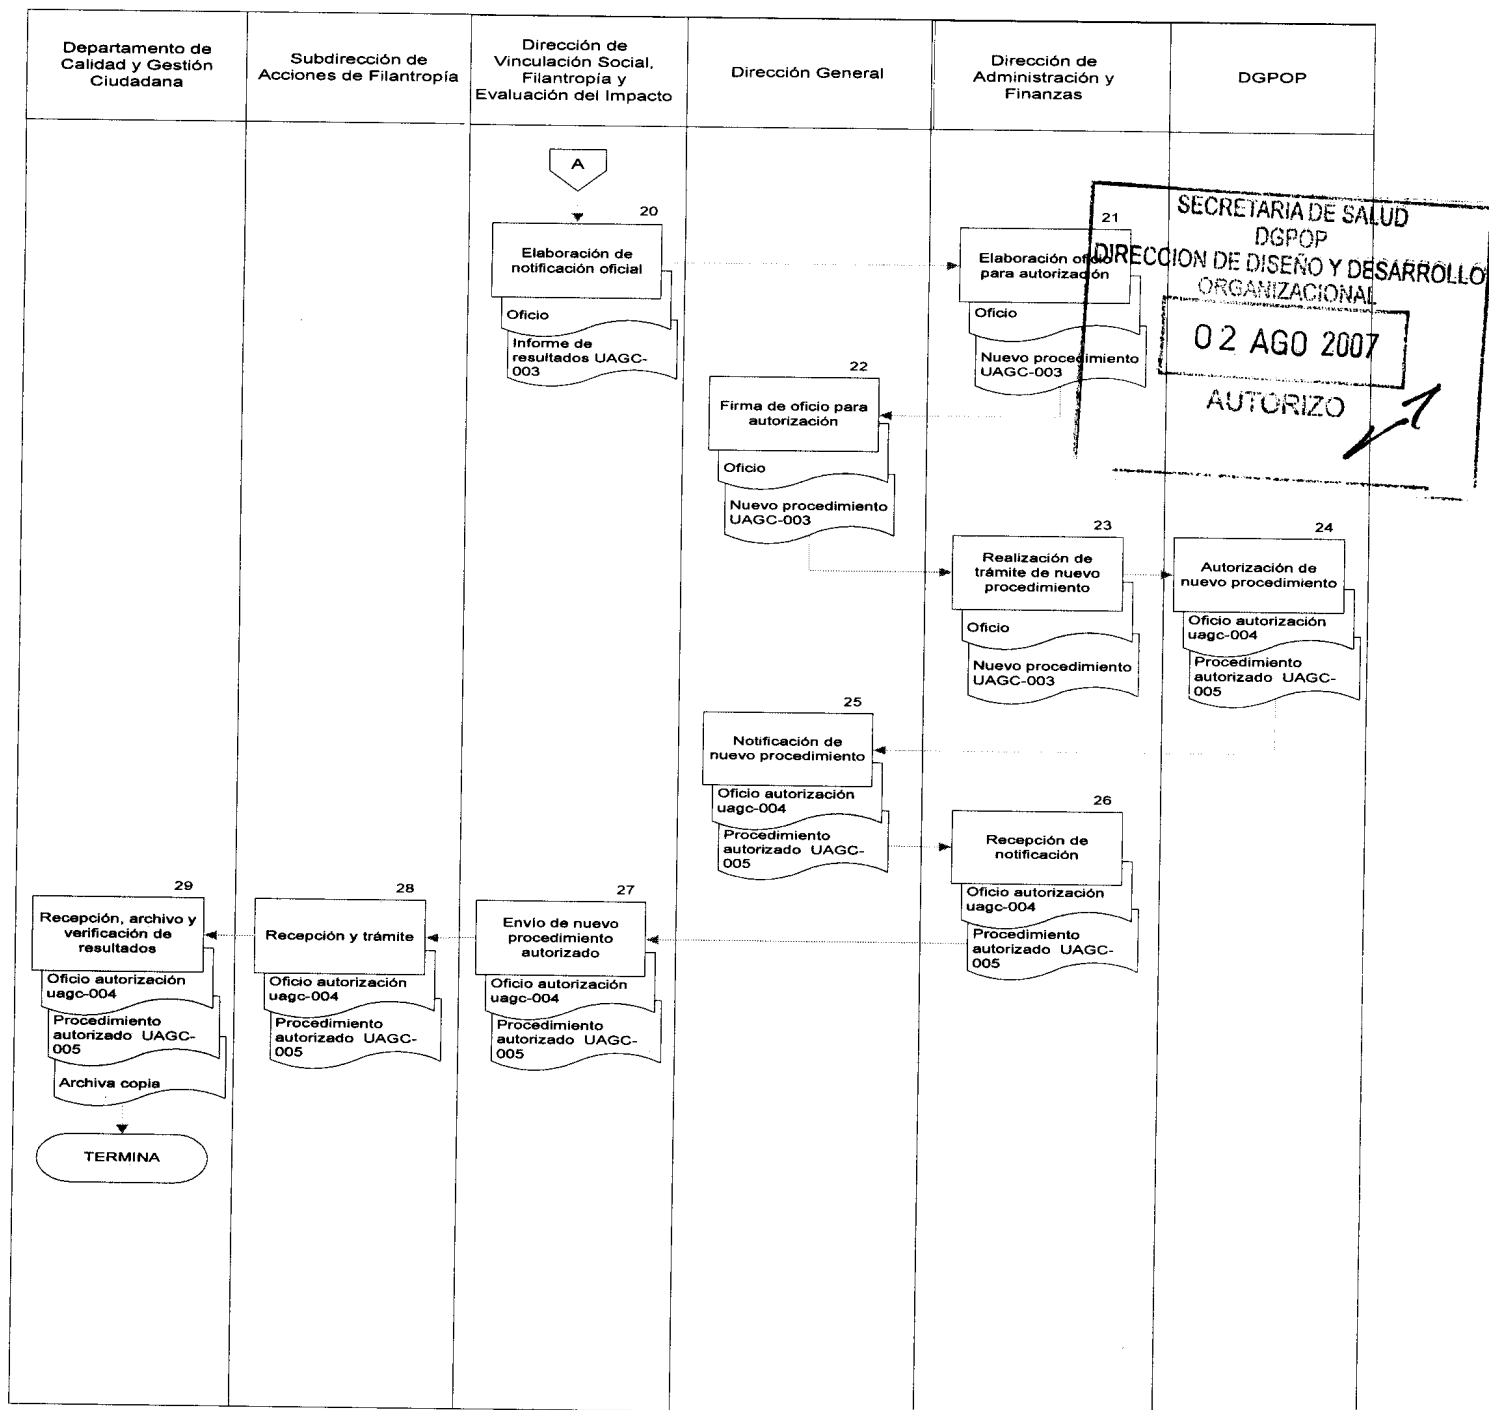 Departamento de
Calidad y Gestión
Ciudadana
Subdirección de
Acciones de Filantropía
Dirección de
Vinculación Social,
Filantropía y
Evaluación del Impacto
Dirección General
Dirección de
Administración y
Finanzas
DGPOP
A
20
Elaboración de
notificación oficial
Oficio
Informe de
resultados UAGC-
003
21
Elaboración oficio
para autorización
Oficio
Nuevo procedimiento
UAGC-003
SECRETARIA DE SALUD
DGPOP
DIRECCION DE DISEÑO Y DESARROLLO
ORGANIZACIONAL
02 AGO 2007
AUTORIZO
22
Firma de oficio para
autorización
Oficio
Nuevo procedimiento
UAGC-003
23
Realización de
trámite de nuevo
procedimiento
Oficio
Nuevo procedimiento
UAGC-003
24
Autorización de
nuevo procedimiento
Oficio autorización
uagc-004
Procedimiento
autorizado UAGC-
005
25
Notificación de
nuevo procedimiento
Oficio autorización
uagc-004
Procedimiento
autorizado UAGC-
005
26
Recepción de
notificación
Oficio autorización
uagc-004
Procedimiento
autorizado UAGC-
005
27
Envío de nuevo
procedimiento
autorizado
Oficio autorización
uagc-004
Procedimiento
autorizado UAGC-
005
28
Recepción y trámite
Oficio autorización
uagc-004
Procedimiento
autorizado UAGC-
005
29
Recepción, archivo y
verificación de
resultados
Oficio autorización
uagc-004
Procedimiento
autorizado UAGC-
005
Archiva copia
TERMINA